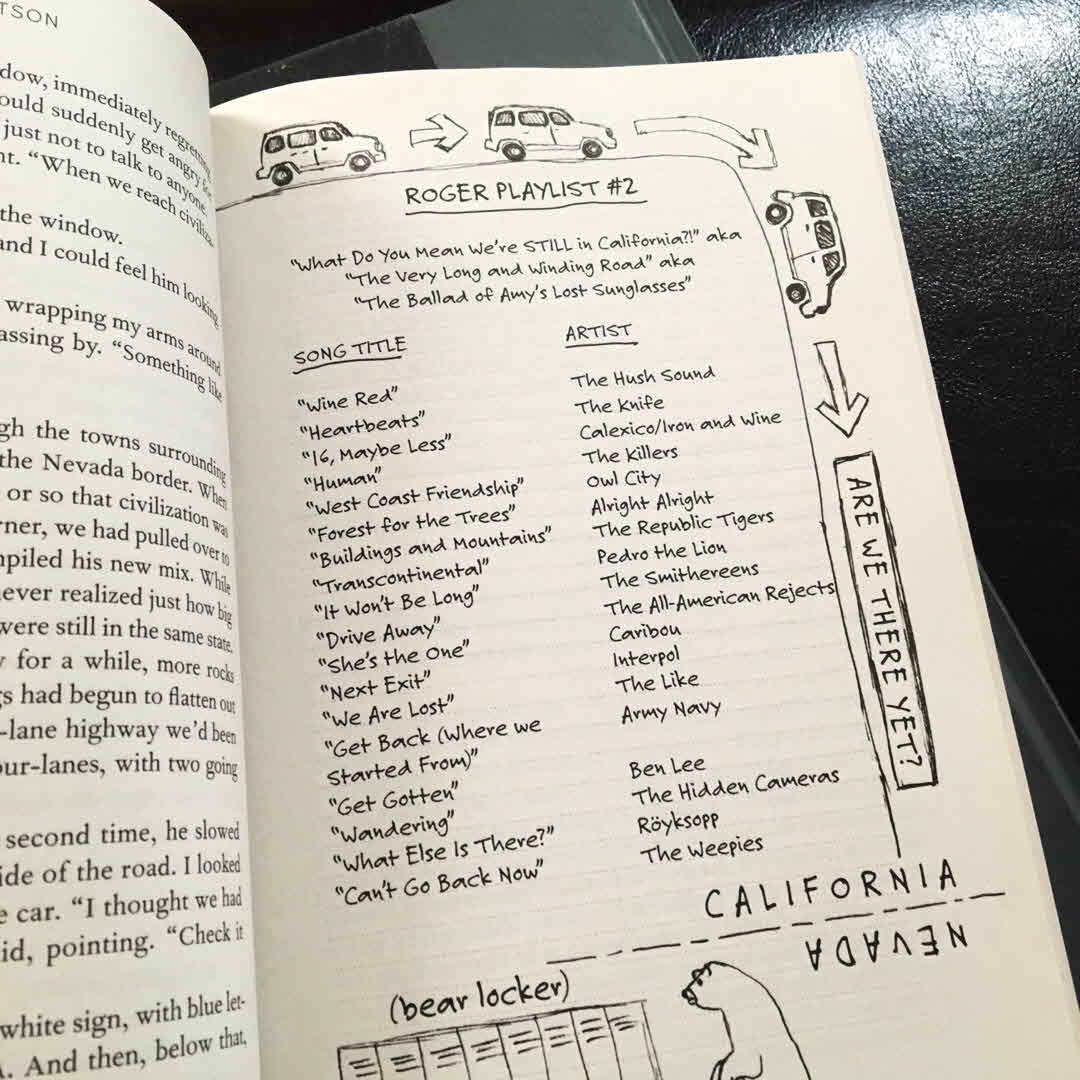 TSON
dow, immediately regretting
ould suddenly get angry for
just not to talk to anyone.
nt. “When we reach civiliza-
the window.
and I could feel him looking
wrapping my arms around
assing by. “Something like
gh the towns surrounding
the Nevada border. When
or so that civilization was
rner, we had pulled over to
mpiled his new mix. While
never realized just how big
were still in the same state.
y for a while, more rocks
gs had begun to flatten out
-lane highway we’d been
our-lanes, with two going
second time, he slowed
ide of the road. I looked
e car. “I thought we had
id, pointing. “Check it
white sign, with blue let-
A. And then, below that,
ROGER PLAYLIST #2
“What Do You Mean We’re STILL in California?!” aka
“The Very Long and Winding Road” aka
“The Ballad of Amy’s Lost Sunglasses”
SONG TITLE ARTIST
“Wine Red” The Hush Sound
“Heartbeats” The Knife
“16, Maybe Less” Calexico/Iron and Wine
“Human” The Killers
“West Coast Friendship” Owl City
“Forest for the Trees” Alright Alright
“Buildings and Mountains” The Republic Tigers
“Transcontinental” Pedro the Lion
“It Won’t Be Long” The Smithereens
“Drive Away” The All-American Rejects
“She’s the One” Caribou
“Next Exit” Interpol
“We Are Lost” The Like
“Get Back (Where we Army Navy
Started From)”
“Get Gotten” Ben Lee
“Wandering” The Hidden Cameras
“What Else Is There?” Röyksopp
“Can’t Go Back Now” The Weepies
ARE WE THERE YET?
CALIFORNIA
NEVADA
(bear locker)